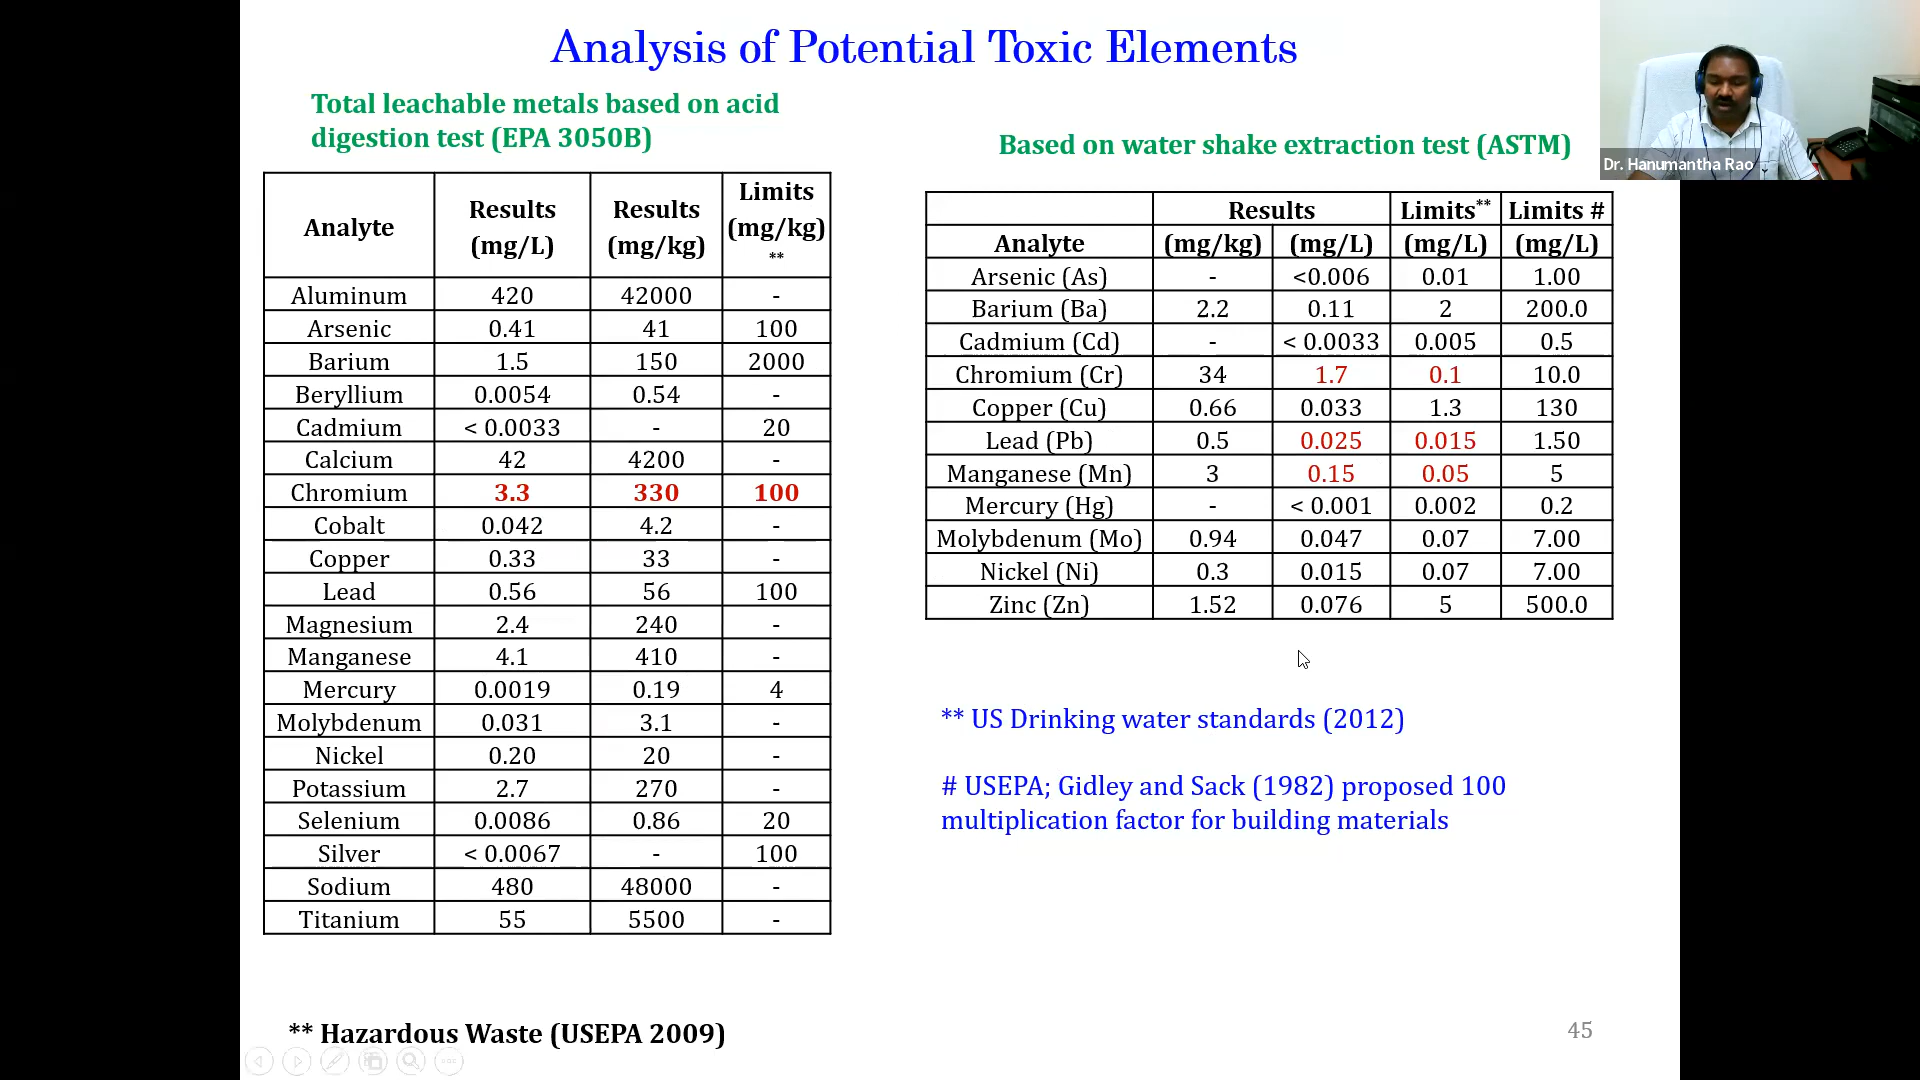 Analysis of Potential Toxic Elements
Total leachable metals based on acid
digestion test (EPA 3050B)
Analyte Results (mg/L) Results (mg/kg) Limits (mg/kg) **
Aluminum 420 42000 -
Arsenic 0.41 41 100
Barium 1.5 150 2000
Beryllium 0.0054 0.54 -
Cadmium < 0.0033 - 20
Calcium 42 4200 -
Chromium 3.3 330 100
Cobalt 0.042 4.2 -
Copper 0.33 33 -
Lead 0.56 56 100
Magnesium 2.4 240 -
Manganese 4.1 410 -
Mercury 0.0019 0.19 4
Molybdenum 0.031 3.1 -
Nickel 0.20 20 -
Potassium 2.7 270 -
Selenium 0.0086 0.86 20
Silver < 0.0067 - 100
Sodium 480 48000 -
Titanium 55 5500 -
** Hazardous Waste (USEPA 2009)
Based on water shake extraction test (ASTM)
Results Limits** Limits #
Analyte (mg/kg) (mg/L) (mg/L) (mg/L)
Arsenic (As) - <0.006 0.01 1.00
Barium (Ba) 2.2 0.11 2 200.0
Cadmium (Cd) - < 0.0033 0.005 0.5
Chromium (Cr) 34 1.7 0.1 10.0
Copper (Cu) 0.66 0.033 1.3 130
Lead (Pb) 0.5 0.025 0.015 1.50
Manganese (Mn) 3 0.15 0.05 5
Mercury (Hg) - < 0.001 0.002 0.2
Molybdenum (Mo) 0.94 0.047 0.07 7.00
Nickel (Ni) 0.3 0.015 0.07 7.00
Zinc (Zn) 1.52 0.076 5 500.0
** US Drinking water standards (2012)
# USEPA; Gidley and Sack (1982) proposed 100
multiplication factor for building materials
45
Dr. Hanumantha Rao